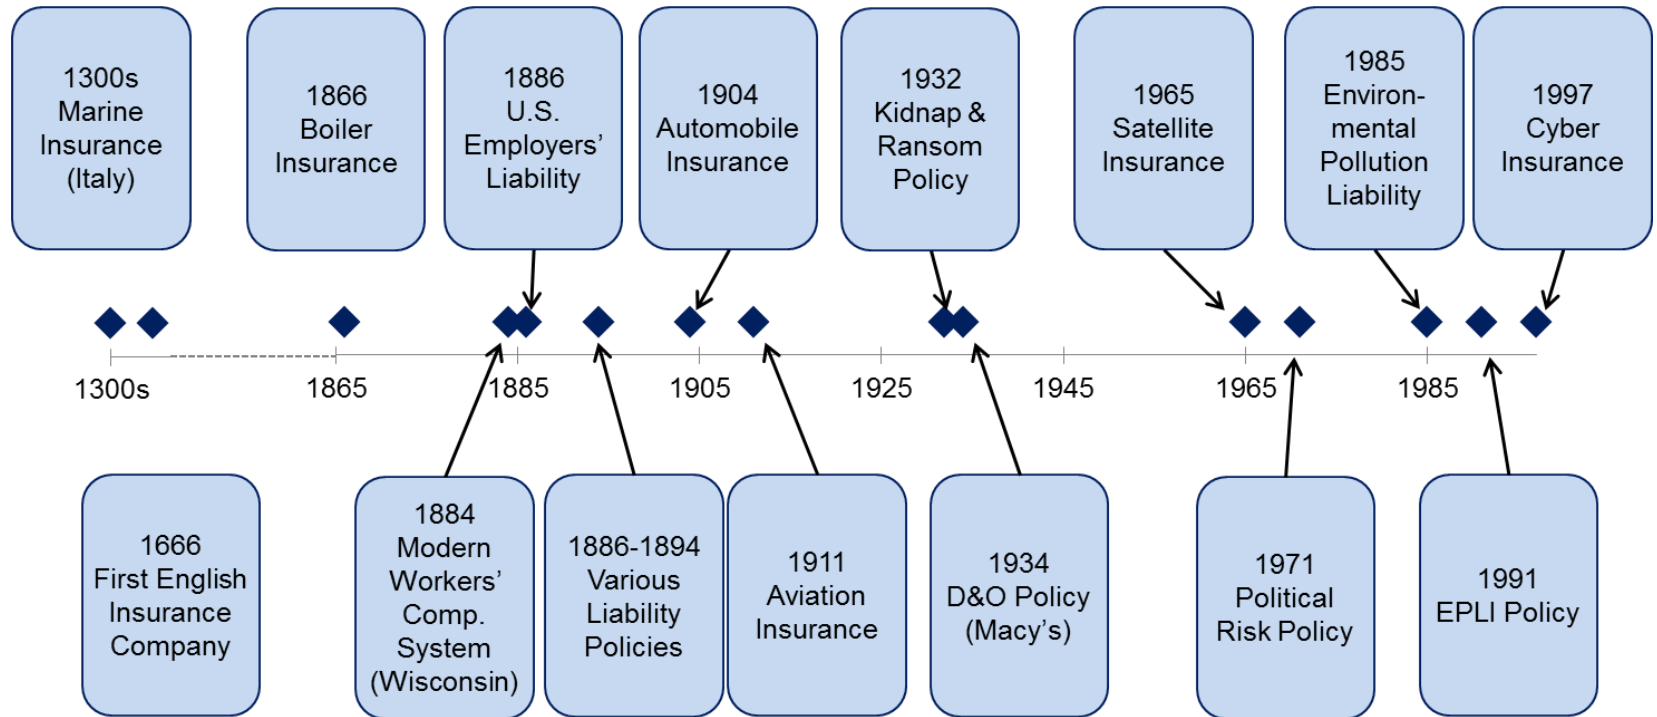 1300s
Marine
Insurance
(Italy)
1866
Boiler
Insurance
1886
U.S.
Employers’
Liability
1904
Automobile
Insurance
1932
Kidnap &
Ransom
Policy
1965
Satellite
Insurance
1985
Environ-
mental
Pollution
Liability
1997
Cyber
Insurance
1300s
1865
1885
1905
1925
1945
1965
1985
1666
First English
Insurance
Company
1884
Modern
Workers’
Comp.
System
(Wisconsin)
1886-1894
Various
Liability
Policies
1911
Aviation
Insurance
1934
D&O Policy
(Macy’s)
1971
Political
Risk Policy
1991
EPLI Policy